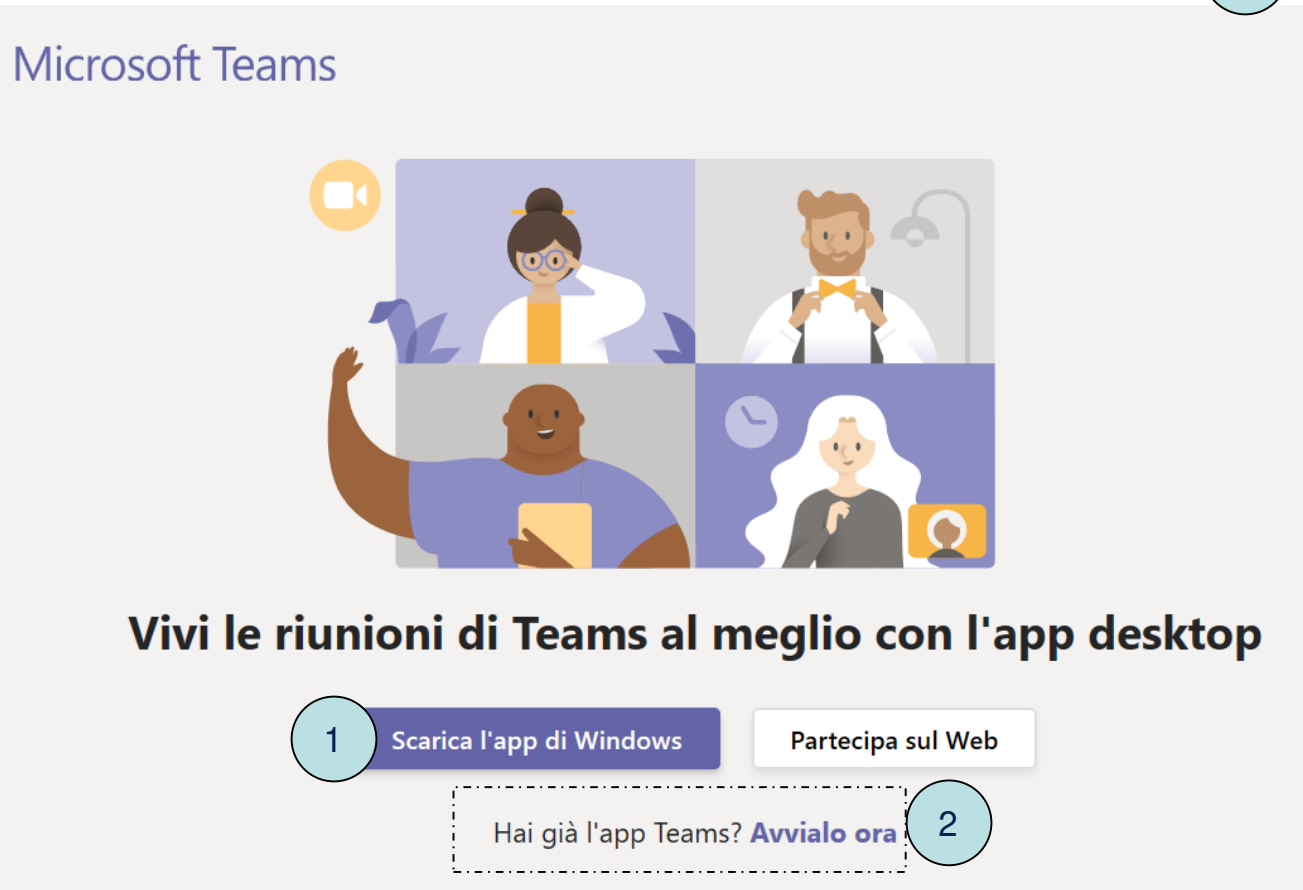 Microsoft Teams
Vivi le riunioni di Teams al meglio con l'app desktop
1
Scarica l'app di Windows
Partecipa sul Web
Hai già l'app Teams? Avvialo ora
2